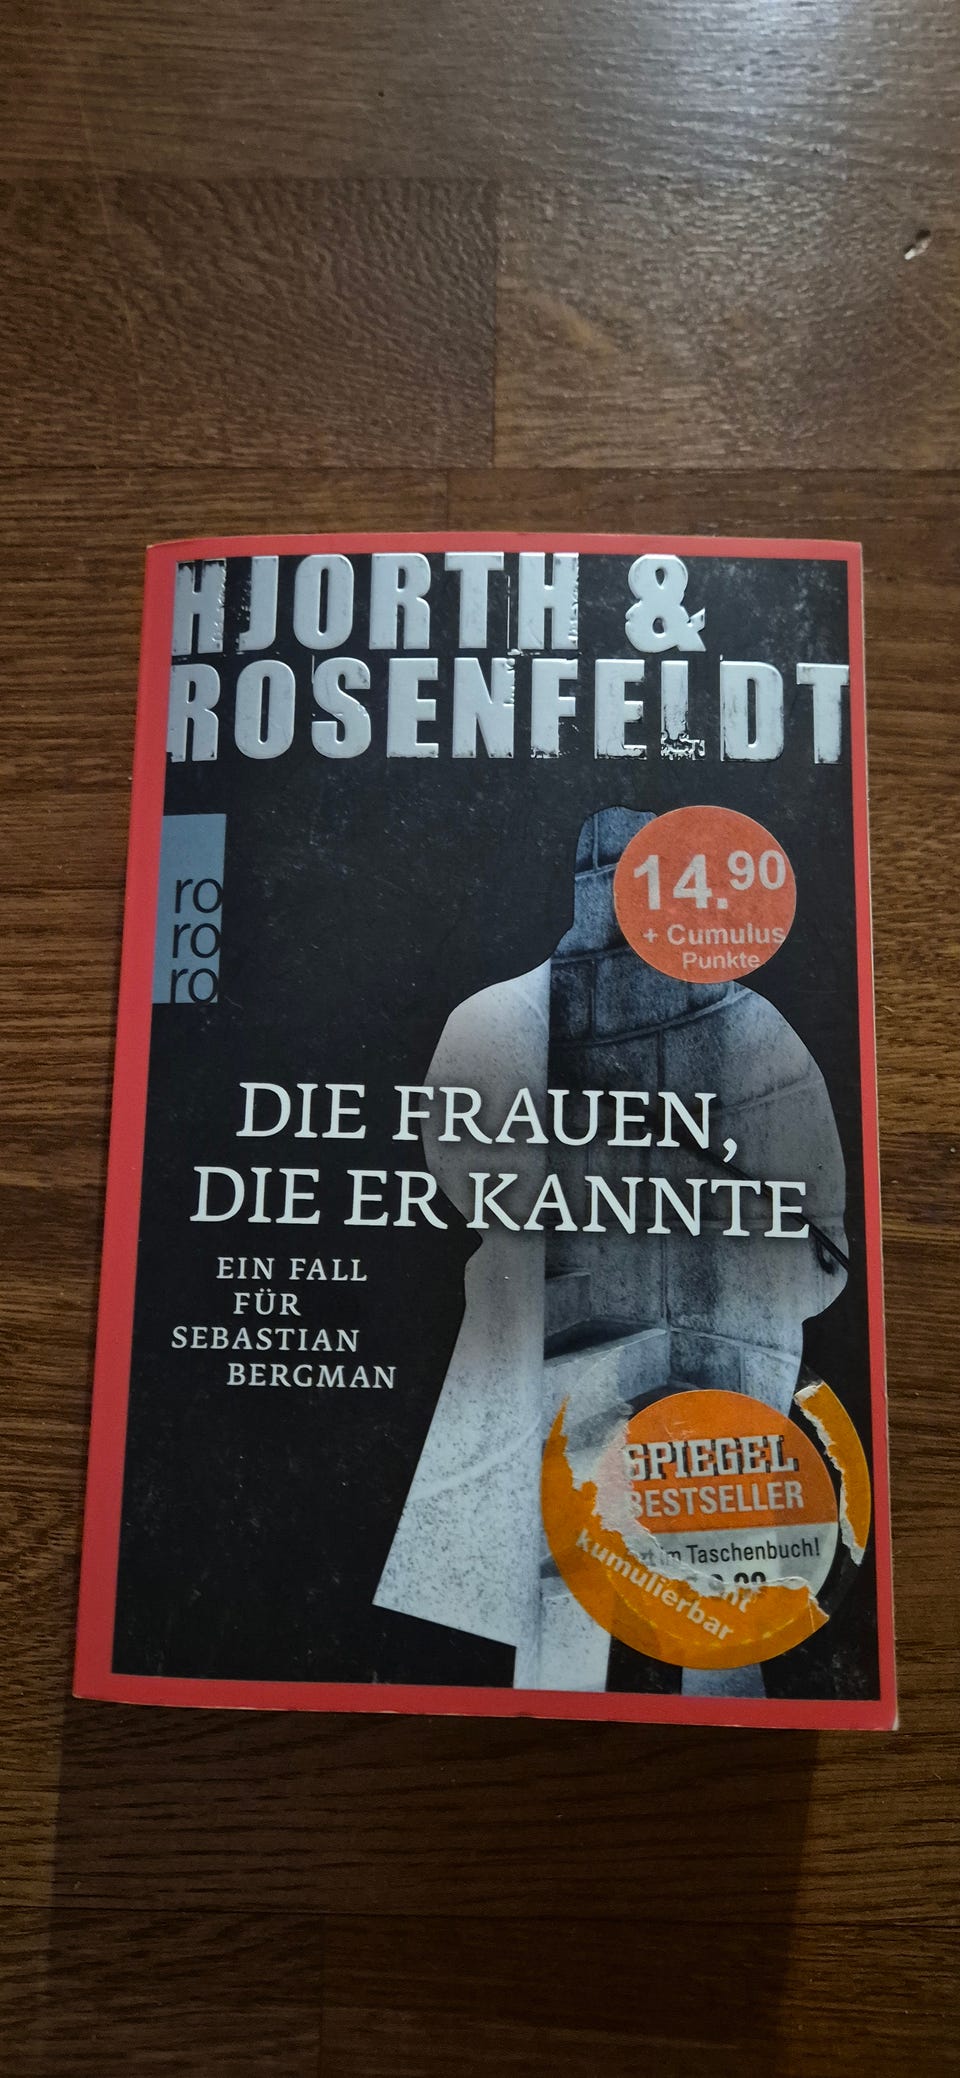 HJORTH &
ROSENFELDT
ro
ro
ro
14.90
+ Cumulus
Punkte
DIE FRAUEN,
DIE ER KANNTE
EIN FALL
FÜR
SEBASTIAN
BERGMAN
SPIEGEL
BESTSELLER
im Taschenbuch!
kumulierbar